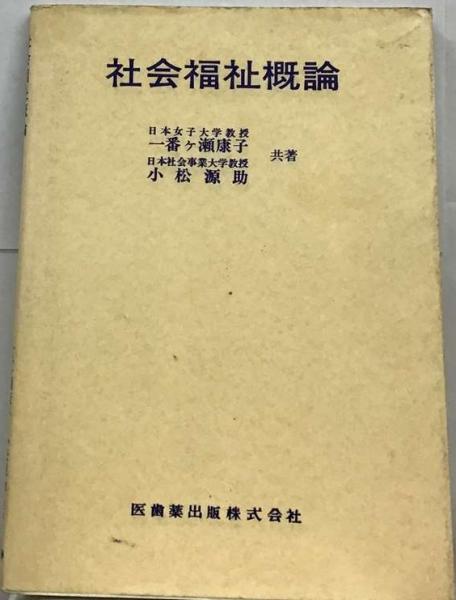 社会福祉概論
日本女子大学教授
一番ヶ瀬康子
日本社会事業大学教授
小松源助
共著
医歯薬出版株式会社